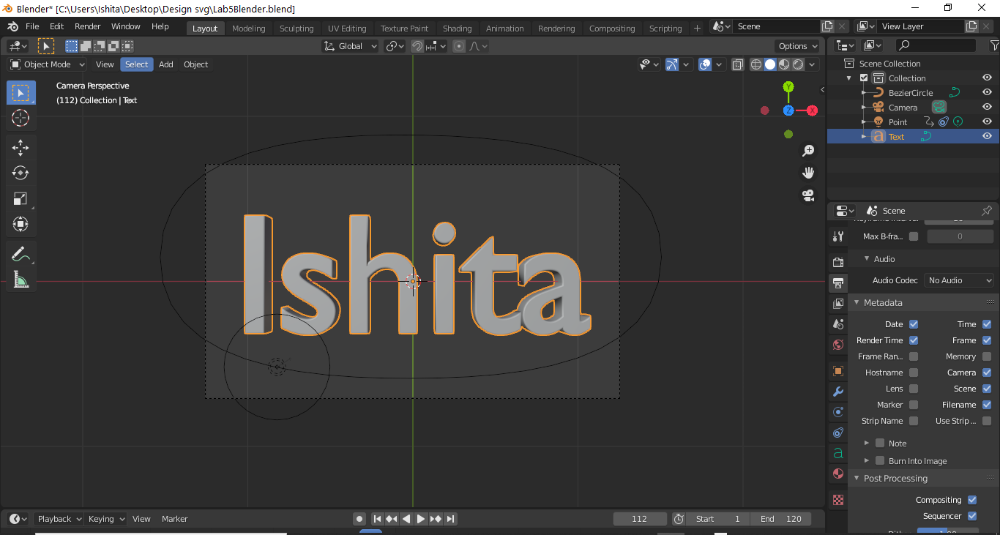 Blender* [C:\Users\Ishita\Desktop\Design svg\Lab5Blender.blend]
File Edit Render Window Help Layout Modeling Sculpting UV Editing Texture Paint Shading Animation Rendering Compositing Scripting + Scene View Layer
Global Options
Object Mode View Select Add Object
Camera Perspective
(112) Collection | Text
Y
Z X
Ishita
Scene Collection
Collection
BezierCircle
Camera
Point
Text
Scene
Max B-fra... 0
Audio
Audio Codec No Audio
Metadata
Date Time
Render Time Frame
Frame Ran... Memory
Hostname Camera
Lens Scene
Marker Filename
Strip Name Use Strip ...
Note
Burn Into Image
Post Processing
Compositing
Sequencer
Playback Keying View Marker 112 Start 1 End 120